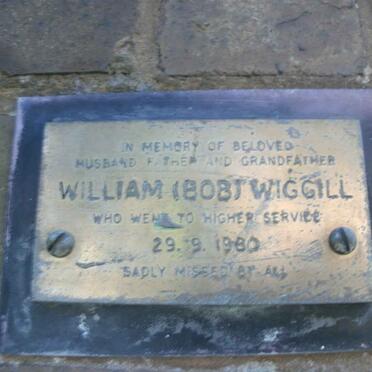 IN MEMORY OF BELOVED
HUSBAND FATHER AND GRANDFATHER
WILLIAM (BOB) WIGGILL
WHO WENT TO HIGHER SERVICE
29.9.1980
SADLY MISSED BY ALL